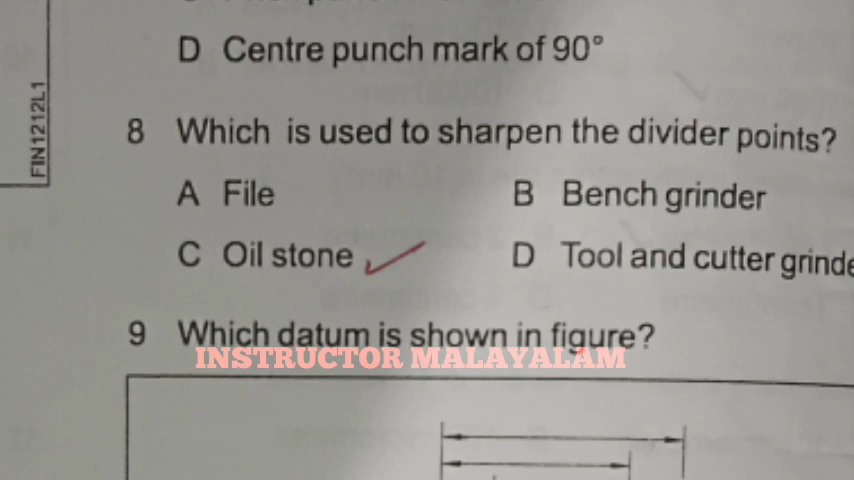 D Centre punch mark of 90°
FIN1212L1
8 Which is used to sharpen the divider points?
A File B Bench grinder
C Oil stone D Tool and cutter grinde
9 Which datum is shown in figure?
INSTRUCTOR MALAYALAM